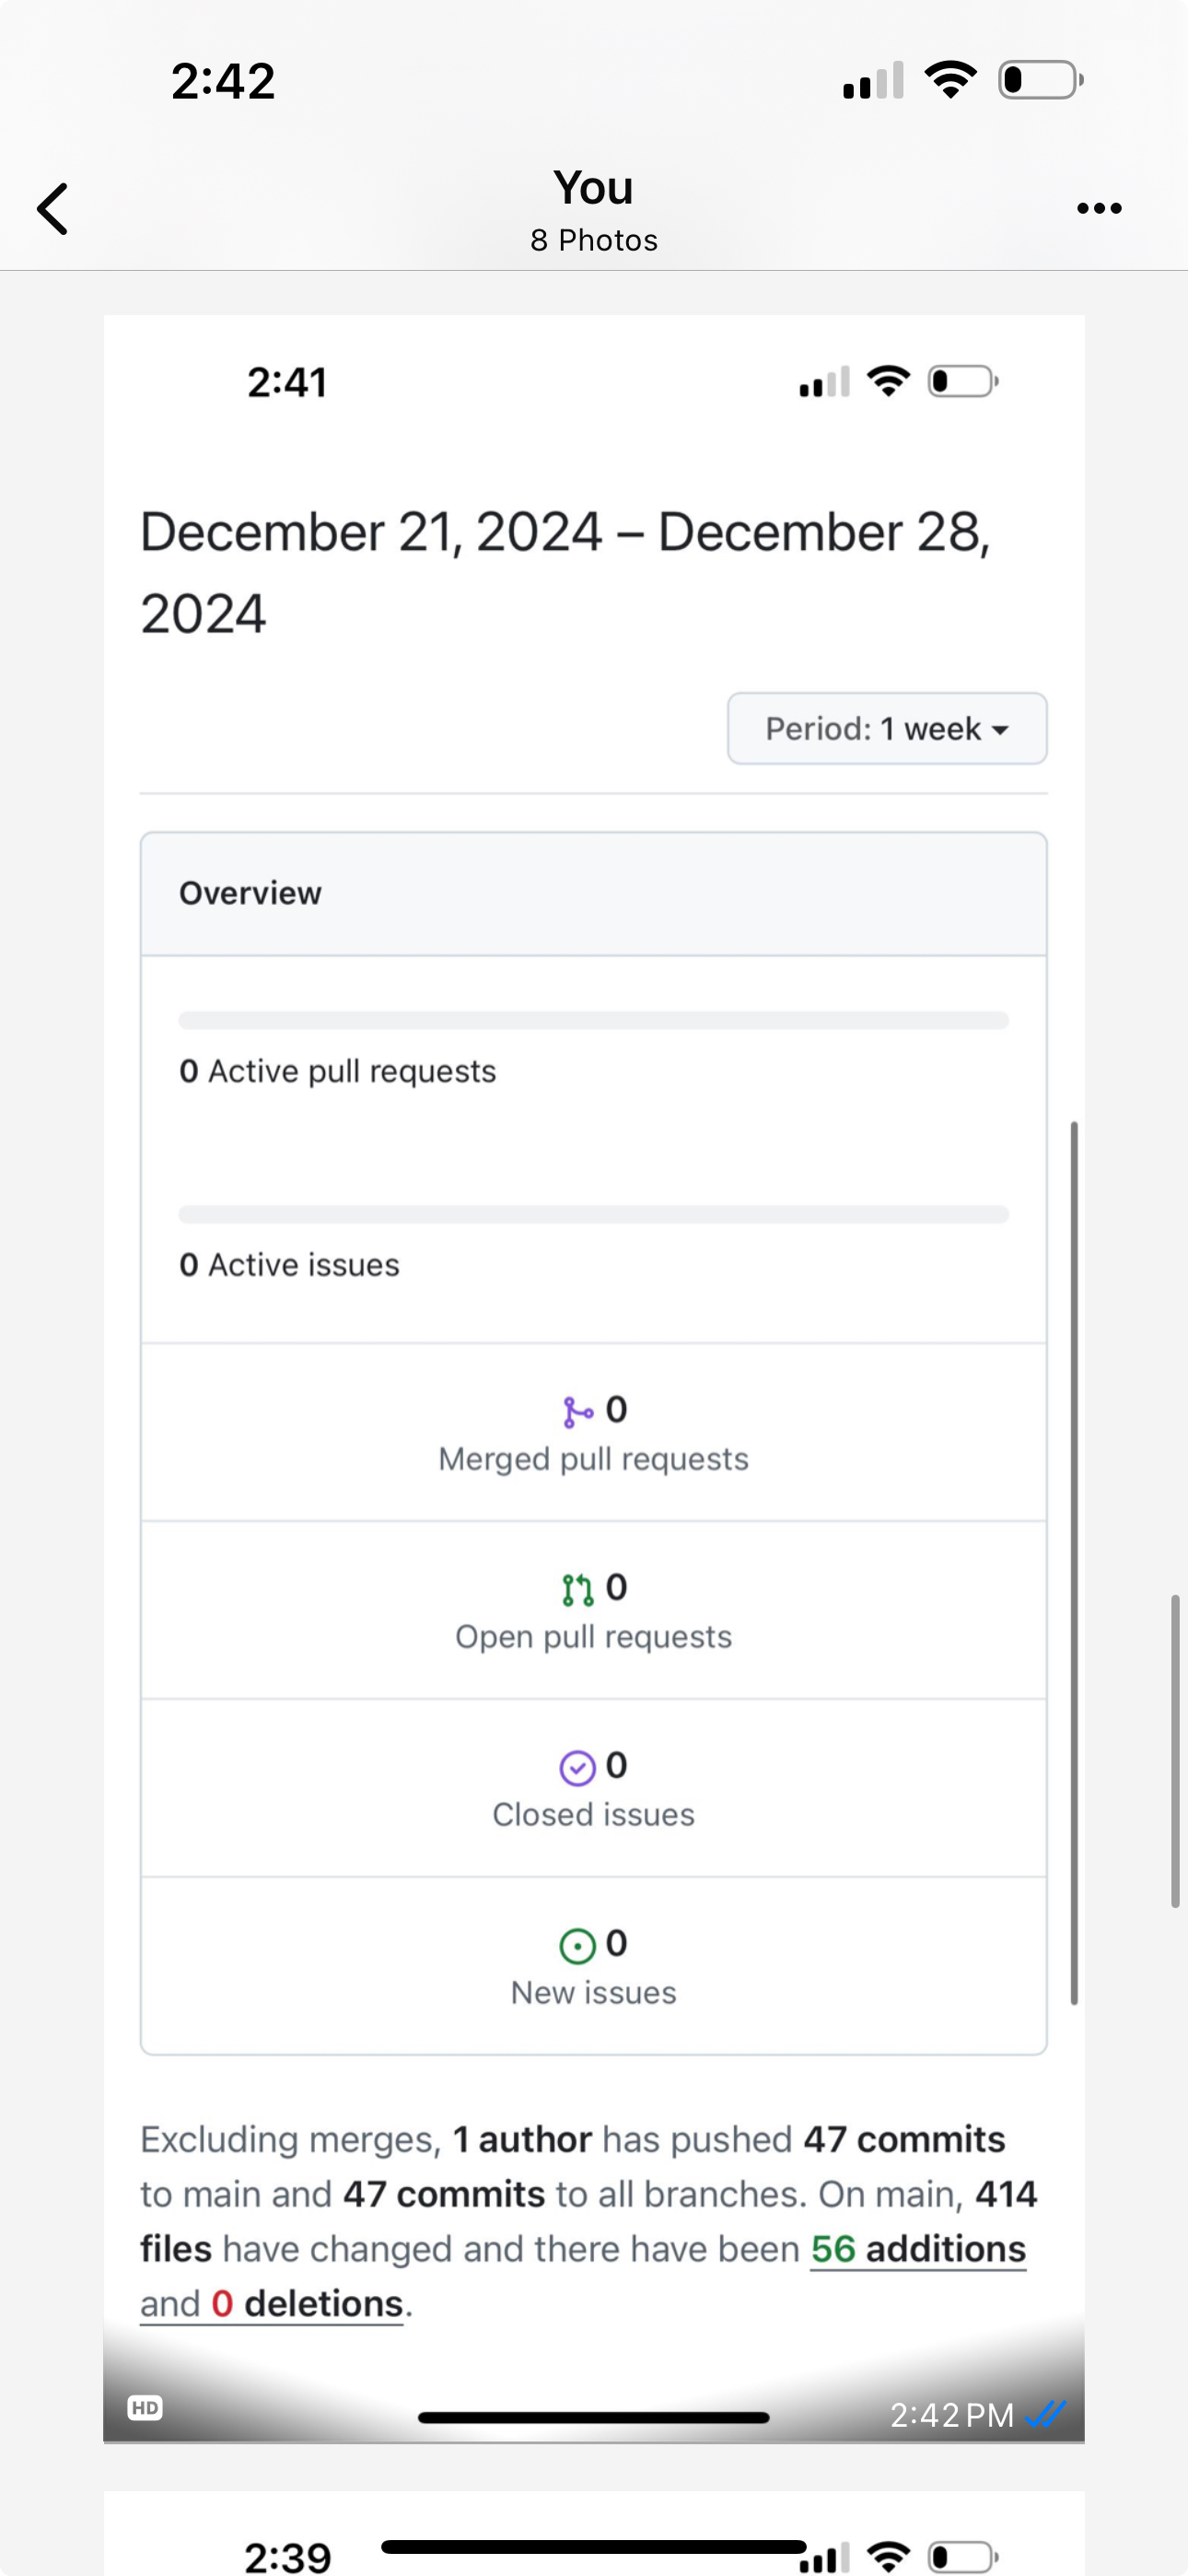 2:42
You
8 Photos
2:41
December 21, 2024 – December 28,
2024
Period: 1 week
Overview
0 Active pull requests
0 Active issues
0
Merged pull requests
0
Open pull requests
0
Closed issues
0
New issues
Excluding merges, 1 author has pushed 47 commits
to main and 47 commits to all branches. On main, 414
files have changed and there have been 56 additions
and 0 deletions.
HD
2:42 PM
2:39